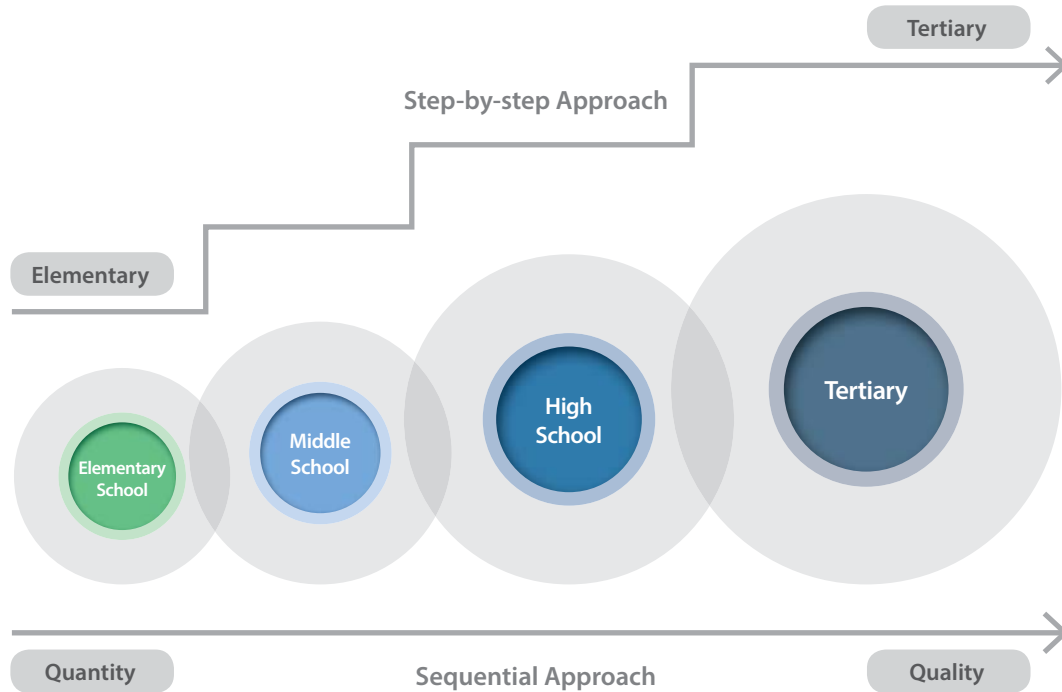 Tertiary
Step-by-step Approach
Elementary
Elementary
School
Middle
School
High
School
Tertiary
Quantity
Sequential Approach
Quality